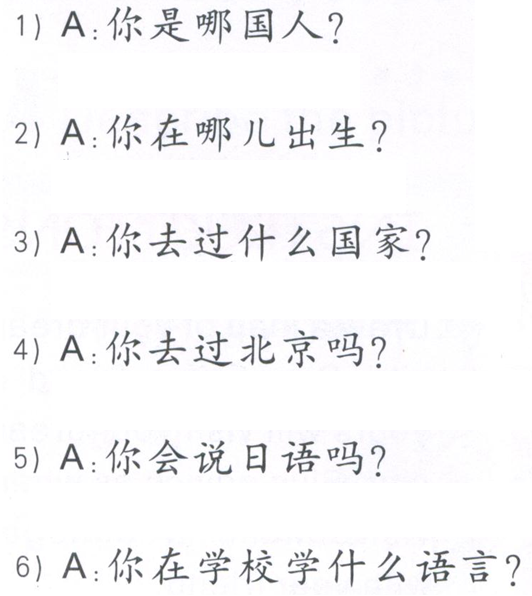 1) A:你是哪国人?
2) A:你在哪儿出生?
3) A:你去过什么国家?
4) A:你去过北京吗?
5) A:你会说日语吗?
6) A:你在学校学什么语言?